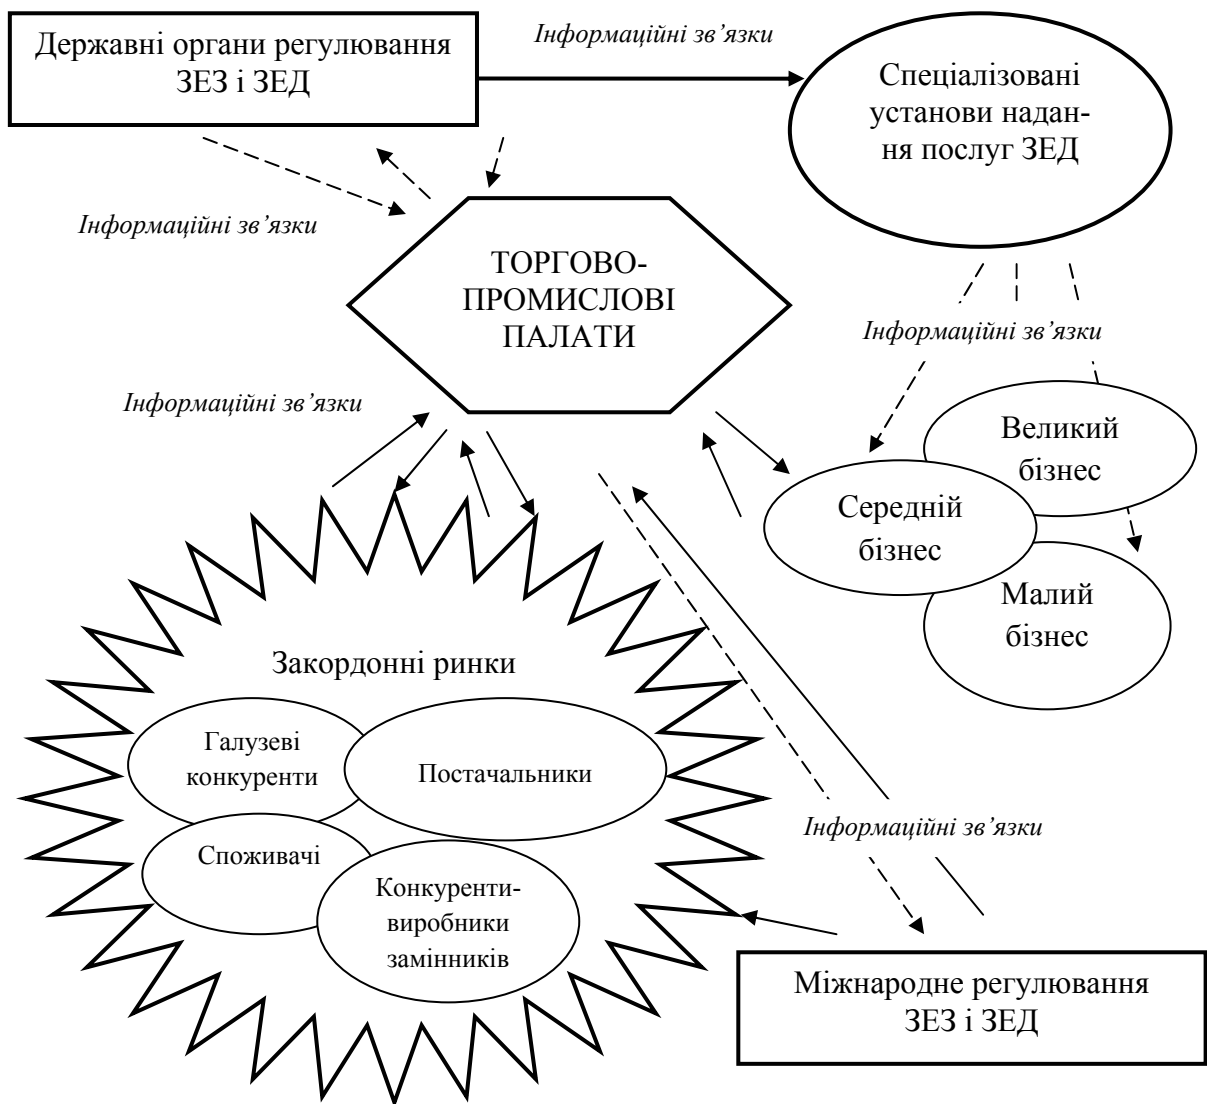 Державні органи регулювання
ЗЕЗ і ЗЕД
Інформаційні зв’язки
Спеціалізовані
установи надан-
ня послуг ЗЕД
Інформаційні зв’язки
ТОРГОВО-
ПРОМИСЛОВІ
ПАЛАТИ
Інформаційні зв’язки
Інформаційні зв’язки
Великий
бізнес
Середній
бізнес
Малий
бізнес
Закордонні ринки
Галузеві
конкуренти
Постачальники
Споживачі
Конкуренти-
виробники
замінників
Інформаційні зв’язки
Міжнародне регулювання
ЗЕЗ і ЗЕД